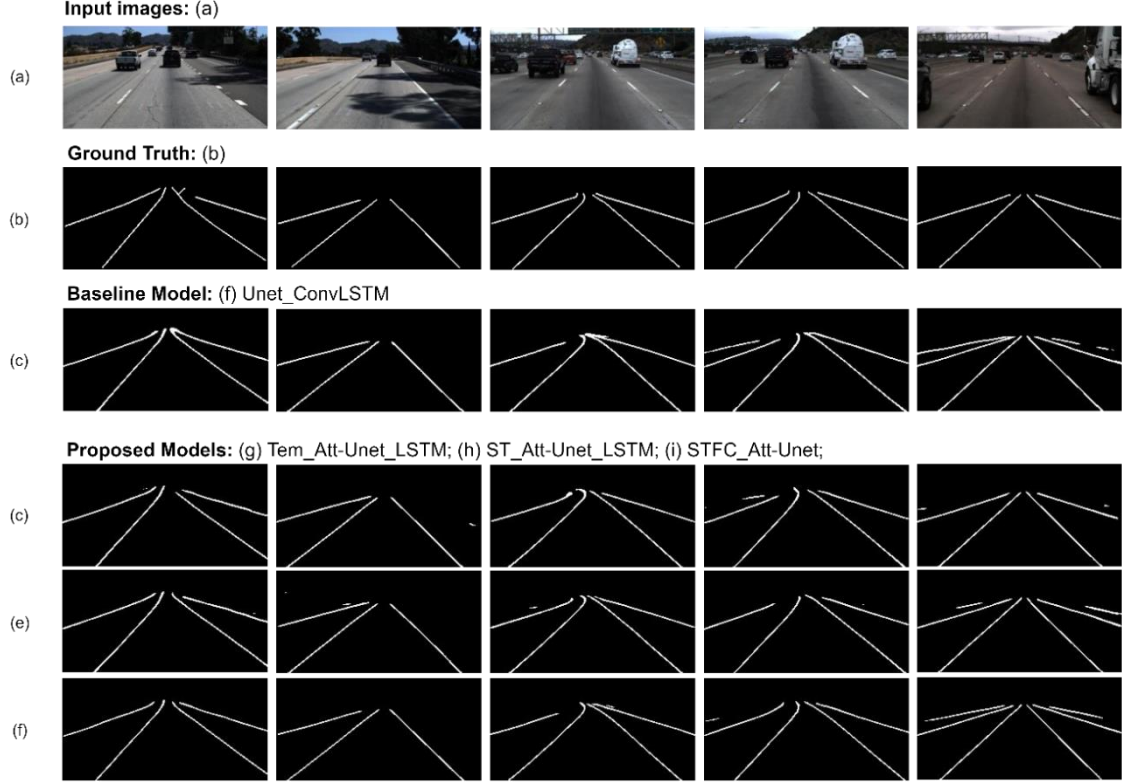 Input images: (a)
(a)
Ground Truth: (b)
(b)
Baseline Model: (f) Unet_ConvLSTM
(c)
Proposed Models: (g) Tem_Att-Unet_LSTM; (h) ST_Att-Unet_LSTM; (i) STFC_Att-Unet;
(c)
(e)
(f)